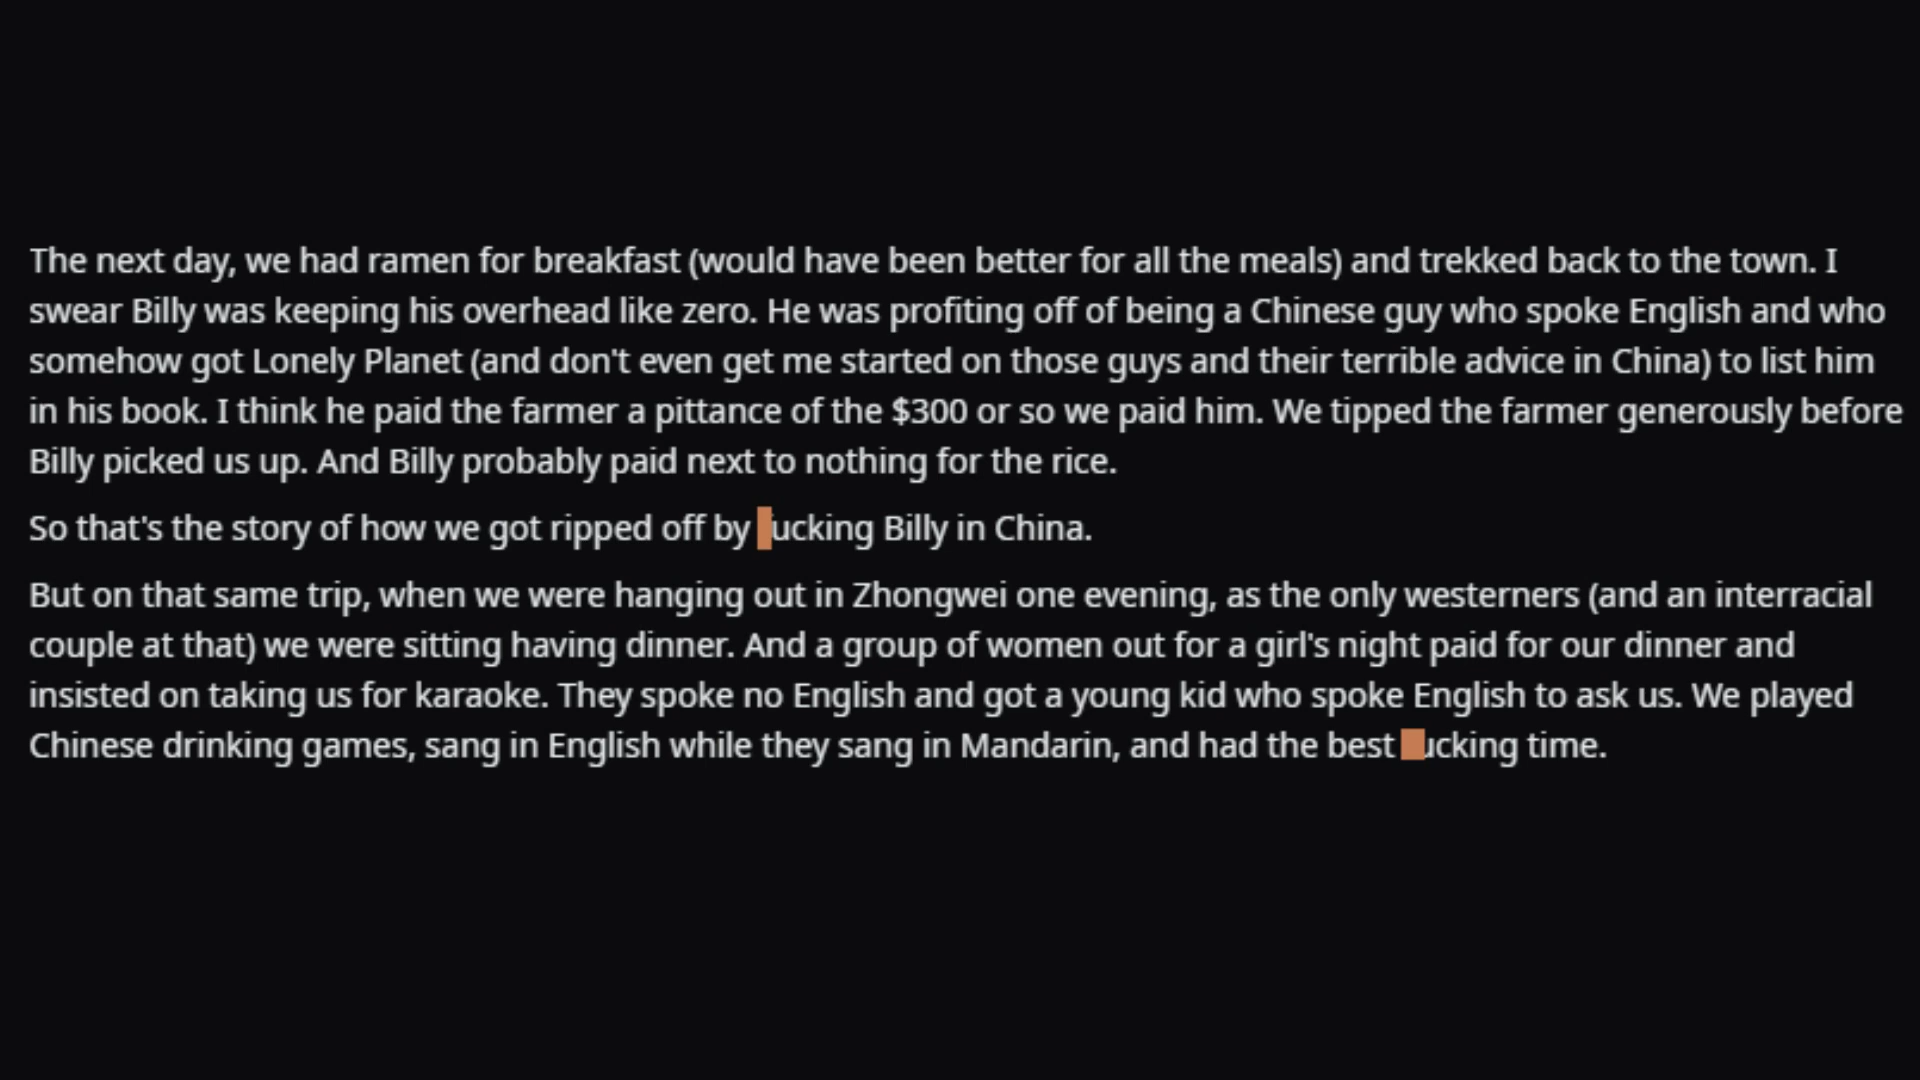 The next day, we had ramen for breakfast (would have been better for all the meals) and trekked back to the town. I
swear Billy was keeping his overhead like zero. He was profiting off of being a Chinese guy who spoke English and who
somehow got Lonely Planet (and don't even get me started on those guys and their terrible advice in China) to list him
in his book. I think he paid the farmer a pittance of the $300 or so we paid him. We tipped the farmer generously before
Billy picked us up. And Billy probably paid next to nothing for the rice.
So that's the story of how we got ripped off by ucking Billy in China.
But on that same trip, when we were hanging out in Zhongwei one evening, as the only westerners (and an interracial
couple at that) we were sitting having dinner. And a group of women out for a girl's night paid for our dinner and
insisted on taking us for karaoke. They spoke no English and got a young kid who spoke English to ask us. We played
Chinese drinking games, sang in English while they sang in Mandarin, and had the best ucking time.